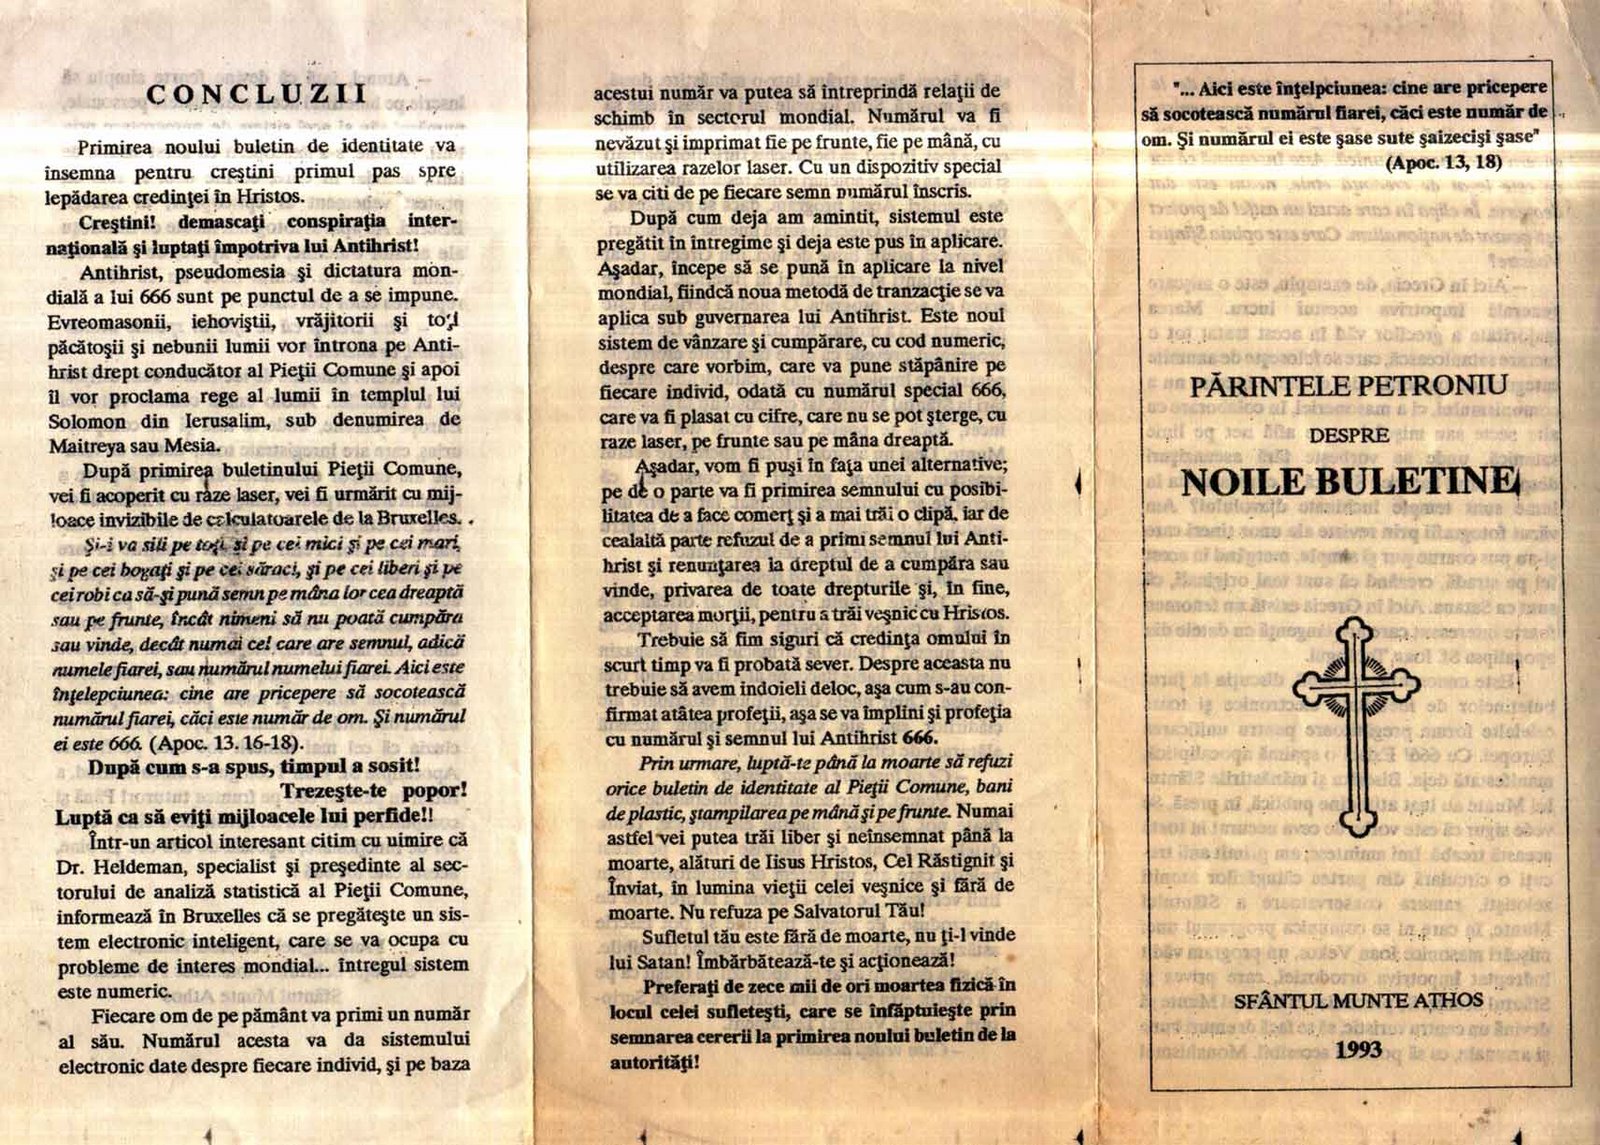 CONCLUZII
Primirea noului buletin de identitate va
însemna pentru creştini primul pas spre
lepădarea credinţei în Hristos.
Creştini! demascaţi conspiraţia inter-
naţională şi luptaţi împotriva lui Antihrist!
Antihrist, pseudomesia şi dictatura mon-
dială a lui 666 sunt pe punctul de a se impune.
Evreomasonii, iehoviştii, vrăjitorii şi toţi
păcătoşii şi nebunii lumii vor întrona pe Anti-
hrist drept conducător al Pieţii Comune şi apoi
îl vor proclama rege al lumii în templul lui
Solomon din Ierusalim, sub denumirea de
Maitreya sau Mesia.
După primirea buletinului Pieţii Comune,
vei fi acoperit cu raze laser, vei fi urmărit cu mij-
loace invizibile de calculatoarele de la Bruxelles.
Şi-i va sili pe toţi, şi pe cei mici şi pe cei mari,
şi pe cei bogaţi şi pe cei săraci, şi pe cei liberi şi pe
cei robi ca să-şi pună semn pe mâna lor cea dreaptă
sau pe frunte, încât nimeni să nu poată cumpăra
sau vinde, decât numai cel care are semnul, adică
numele fiarei, sau numărul numelui fiarei. Aici este
înţelepciunea: cine are pricepere să socotească
numărul fiarei, căci este număr de om. Şi numărul
ei este 666. (Apoc. 13. 16-18).
După cum s-a spus, timpul a sosit!
Trezeşte-te popor!
Luptă ca să eviţi mijloacele lui perfide!!
Într-un articol interesant citim cu uimire că
Dr. Heldeman, specialist şi preşedinte al sec-
torului de analiză statistică al Pieţii Comune,
informează în Bruxelles că se pregăteşte un sis-
tem electronic inteligent, care se va ocupa cu
probleme de interes mondial... întregul sistem
este numeric.
Fiecare om de pe pământ va primi un număr
al său. Numărul acesta va da sistemului
electronic date despre fiecare individ, şi pe baza
acestui număr va putea să întreprindă relaţii de
schimb în sectorul mondial. Numărul va fi
nevăzut şi imprimat fie pe frunte, fie pe mână, cu
utilizarea razelor laser. Cu un dispozitiv special
se va citi de pe fiecare semn numărul înscris.
După cum deja am amintit, sistemul este
pregătit în întregime şi deja este pus în aplicare.
Aşadar, începe să se pună în aplicare la nivel
mondial, fiindcă noua metodă de tranzacţie se va
aplica sub guvernarea lui Antihrist. Este noul
sistem de vânzare şi cumpărare, cu cod numeric,
despre care vorbim, care va pune stăpânire pe
fiecare individ, odată cu numărul special 666,
care va fi plasat cu cifre, care nu se pot şterge, cu
raze laser, pe frunte sau pe mâna dreaptă.
Aşadar, vom fi puşi în faţa unei alternative;
pe de o parte va fi primirea semnului cu posibi-
litatea de a face comerţ şi a mai trăi o clipă, iar de
cealaltă parte refuzul de a primi semnul lui Anti-
hrist şi renunţarea la dreptul de a cumpăra sau
vinde, privarea de toate drepturile şi, în fine,
acceptarea morţii, pentru a trăi veşnic cu Hristos.
Trebuie să fim siguri că credinţa omului în
scurt timp va fi probată sever. Despre aceasta nu
trebuie să avem îndoieli deloc, aşa cum s-au con-
firmat atâtea profeţii, aşa se va împlini şi profeţia
cu numărul şi semnul lui Antihrist 666.
Prin urmare, luptă-te până la moarte să refuzi
orice buletin de identitate al Pieţii Comune, bani
de plastic, ştampilarea pe mână şi pe frunte. Numai
astfel vei putea trăi liber şi neînsemnat până la
moarte, alături de Iisus Hristos, Cel Răstignit şi
Înviat, în lumina vieţii celei veşnice şi fără de
moarte. Nu refuza pe Salvatorul Tău!
Sufletul tău este fără de moarte, nu ţi-l vinde
lui Satan! Îmbărbătează-te şi acţionează!
Preferaţi de zece mii de ori moartea fizică în
locul celei sufleteşti, care se înfăptuieşte prin
semnarea cererii la primirea noului buletin de la
autorităţi!
"... Aici este înţelpciunea: cine are pricepere
să socotească numărul fiarei, căci este număr de
om. Şi numărul ei este şase sute şaizecişi şase"
(Apoc. 13, 18)
PĂRINTELE PETRONIU
DESPRE
NOILE BULETINE
SFÂNTUL MUNTE ATHOS
1993